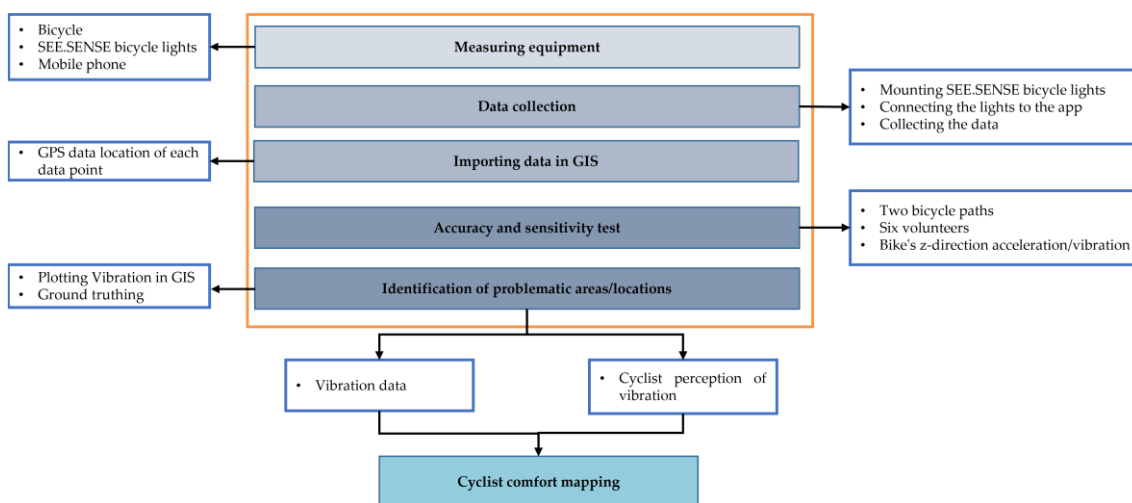 • Bicycle
• SEE.SENSE bicycle lights
• Mobile phone
Measuring equipment
Data collection
• Mounting SEE.SENSE bicycle lights
• Connecting the lights to the app
• Collecting the data
• GPS data location of each
data point
Importing data in GIS
Accuracy and sensitivity test
• Two bicycle paths
• Six volunteers
• Bike's z-direction acceleration/vibration
• Plotting Vibration in GIS
• Ground truthing
Identification of problematic areas/locations
• Vibration data
• Cyclist perception of
vibration
Cyclist comfort mapping